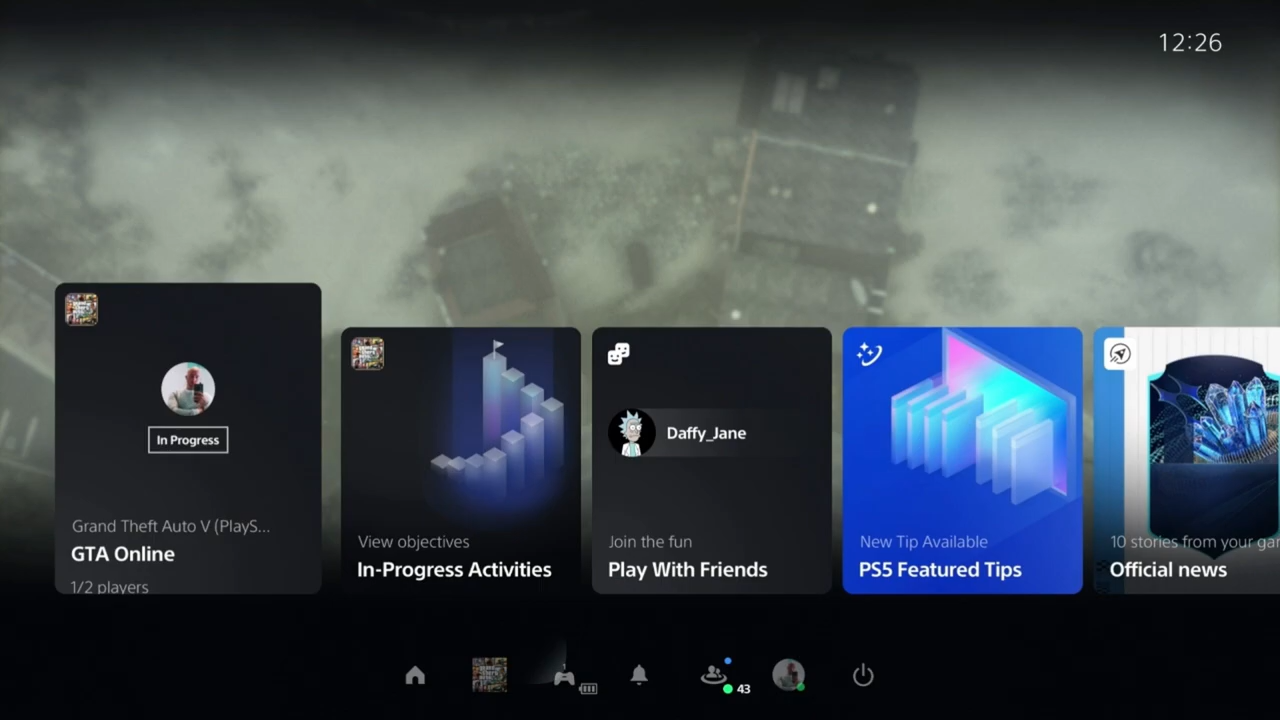 12:26
In Progress
Grand Theft Auto V (PlayS...
GTA Online
1/2 players
View objectives
In-Progress Activities
Daffy_Jane
Join the fun
Play With Friends
New Tip Available
PS5 Featured Tips
10 stories from your gar
Official news
43